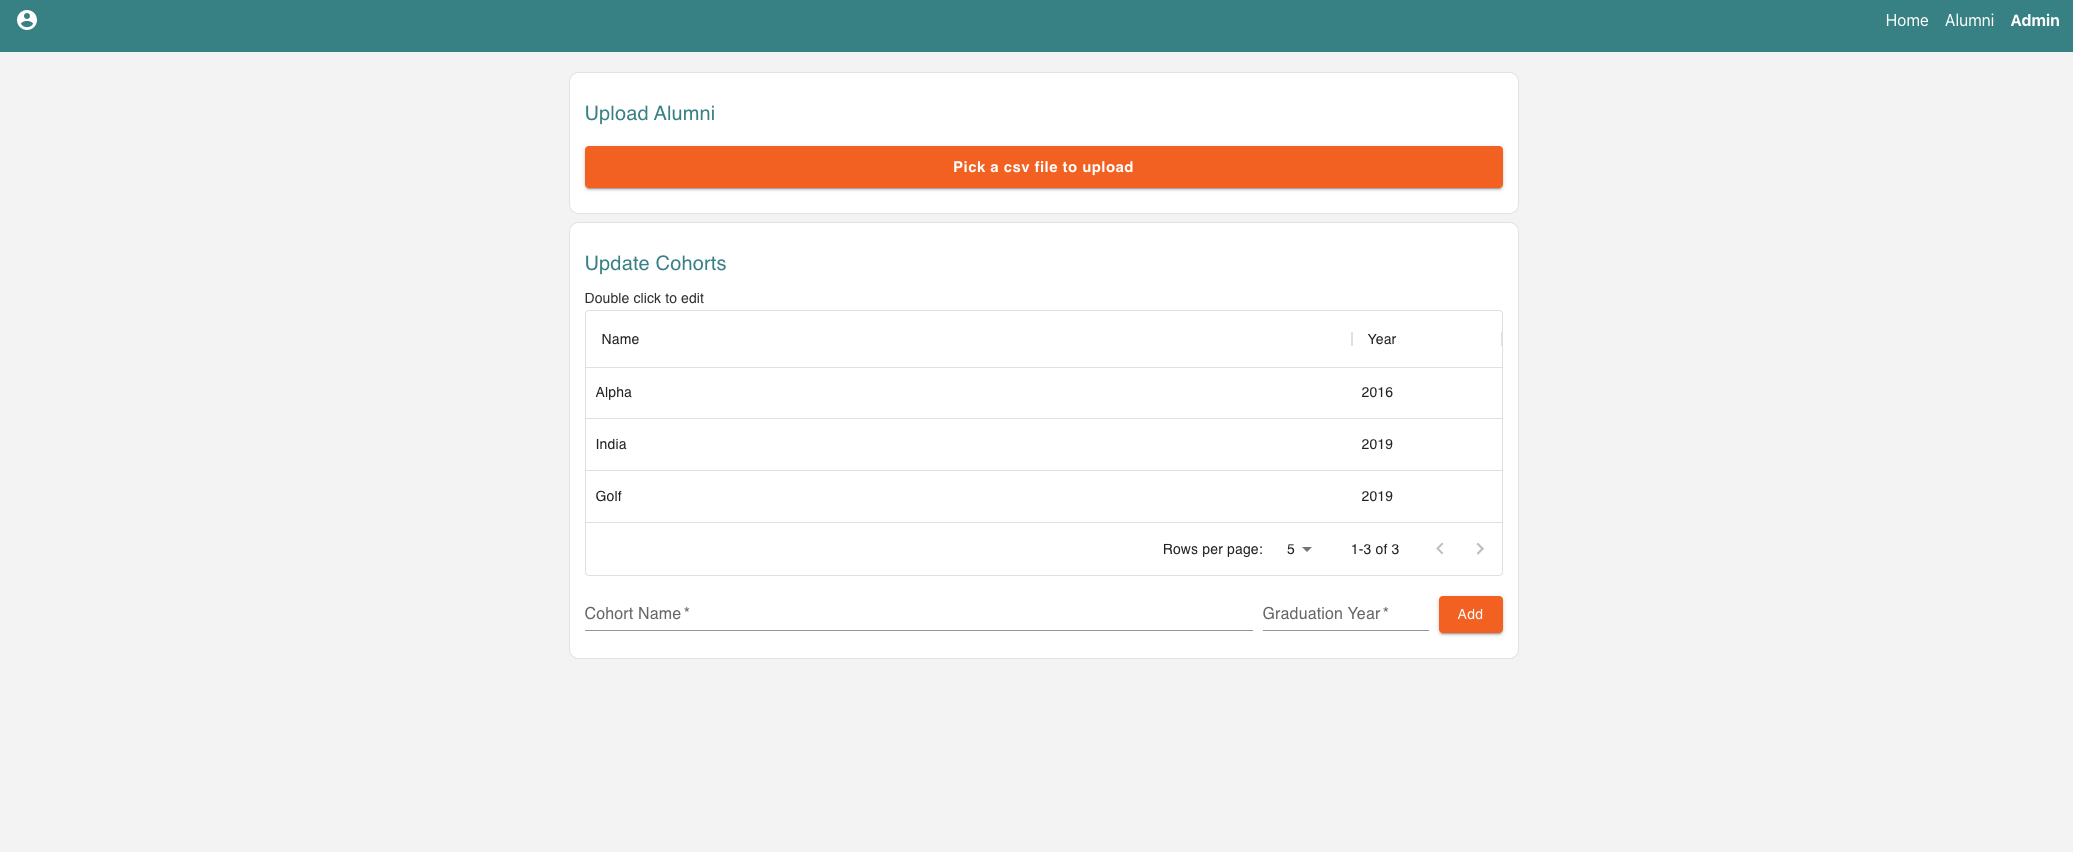 Home Alumni Admin
Upload Alumni
Pick a csv file to upload
Update Cohorts
Double click to edit
Name Year
Alpha 2016
India 2019
Golf 2019
Rows per page: 5 1-3 of 3
Cohort Name * Graduation Year * Add